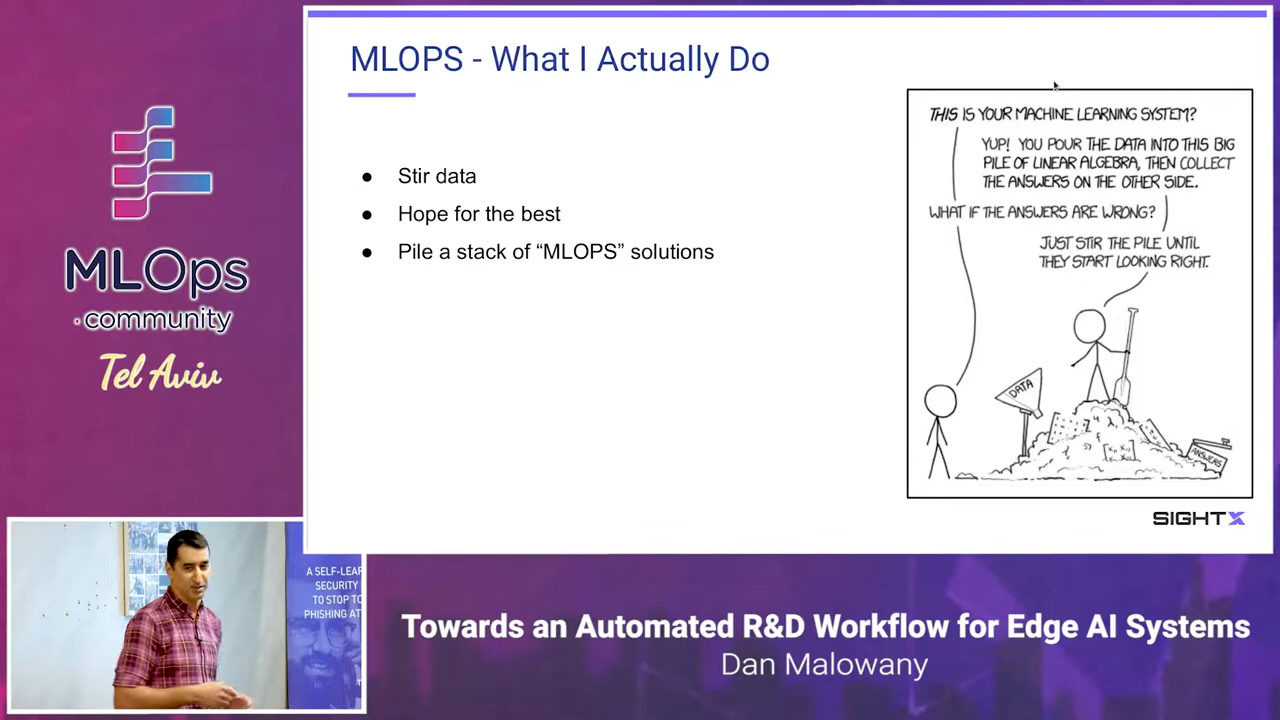 MLOPS - What I Actually Do
● Stir data
● Hope for the best
● Pile a stack of “MLOPS” solutions
THIS IS YOUR MACHINE LEARNING SYSTEM?
YUP! YOU POUR THE DATA INTO THIS BIG
PILE OF LINEAR ALGEBRA, THEN COLLECT
THE ANSWERS ON THE OTHER SIDE.
WHAT IF THE ANSWERS ARE WRONG?
JUST STIR THE PILE UNTIL
THEY START LOOKING RIGHT.
DATA
ANSWERS
SIGHTX
MLOps
.community
Tel Aviv
A SELF-LEAR
SECURITY
TO STOP TO
PHISHING AT
Towards an Automated R&D Workflow for Edge AI Systems
Dan Malowany